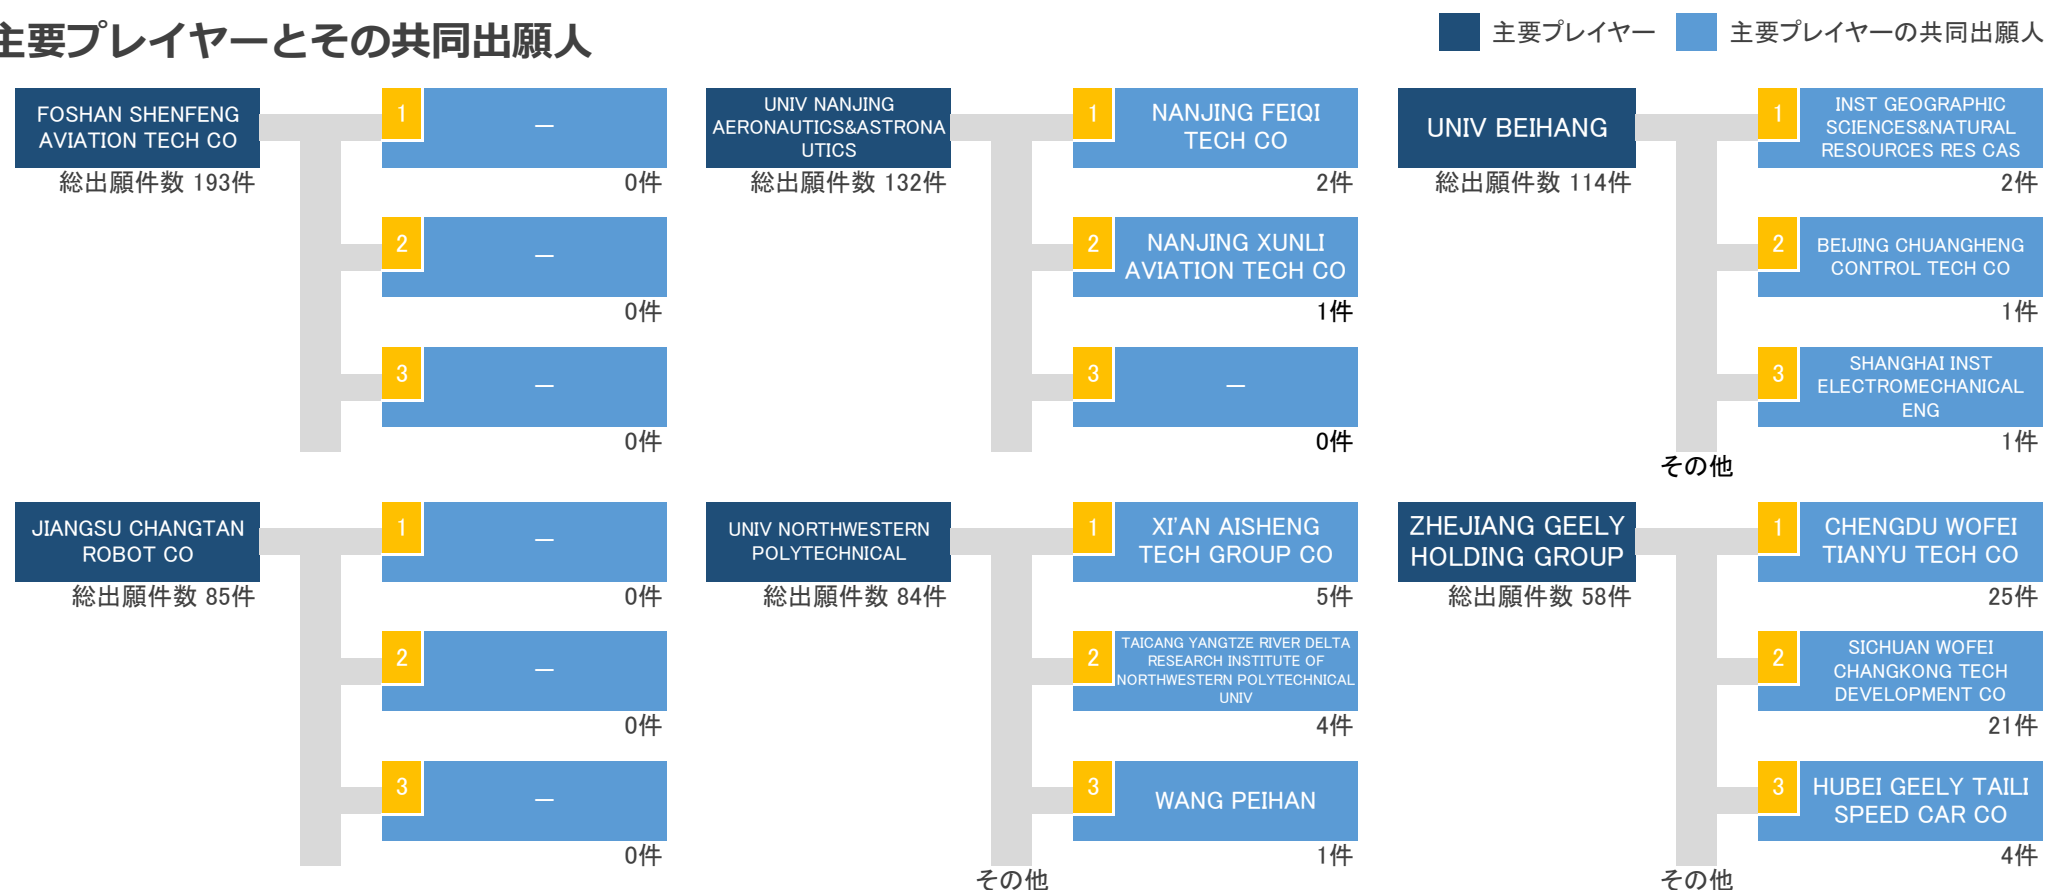 主要プレイヤーとその共同出願人
主要プレイヤー
主要プレイヤーの共同出願人
FOSHAN SHENFENG
AVIATION TECH CO
総出願件数 193件
1
―
0件
2
―
0件
3
―
0件
UNIV NANJING
AERONAUTICS&ASTRONA
UTICS
総出願件数 132件
1
NANJING FEIQI
TECH CO
2件
2
NANJING XUNLI
AVIATION TECH CO
1件
3
―
0件
UNIV BEIHANG
総出願件数 114件
1
INST GEOGRAPHIC
SCIENCES&NATURAL
RESOURCES RES CAS
2件
2
BEIJING CHUANGHENG
CONTROL TECH CO
1件
3
SHANGHAI INST
ELECTROMECHANICAL
ENG
1件
その他
JIANGSU CHANGTAN
ROBOT CO
総出願件数 85件
1
―
0件
2
―
0件
3
―
0件
UNIV NORTHWESTERN
POLYTECHNICAL
総出願件数 84件
1
XI'AN AISHENG
TECH GROUP CO
5件
2
TAICANG YANGTZE RIVER DELTA
RESEARCH INSTITUTE OF
NORTHWESTERN POLYTECHNICAL
UNIV
4件
3
WANG PEIHAN
1件
その他
ZHEJIANG GEELY
HOLDING GROUP
総出願件数 58件
1
CHENGDU WOFEI
TIANYU TECH CO
25件
2
SICHUAN WOFEI
CHANGKONG TECH
DEVELOPMENT CO
21件
3
HUBEI GEELY TAILI
SPEED CAR CO
4件
その他